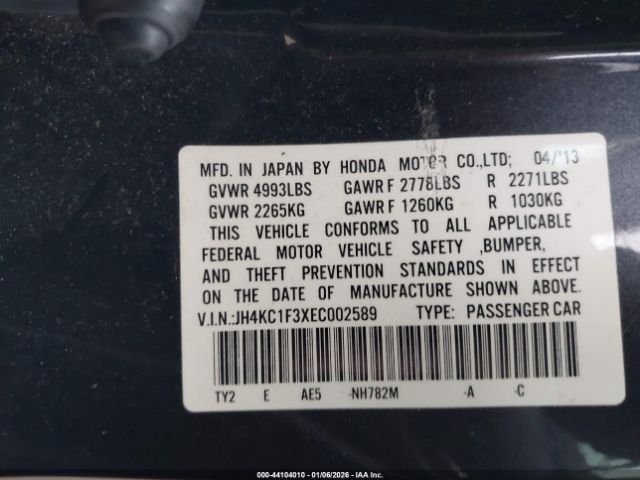 MFD. IN JAPAN BY HONDA MOTOR CO.,LTD; 04/'13
GVWR 4993LBS GAWR F 2778LBS R 2271LBS
GVWR 2265KG GAWR F 1260KG R 1030KG
THIS VEHICLE CONFORMS TO ALL APPLICABLE
FEDERAL MOTOR VEHICLE SAFETY ,BUMPER,
AND THEFT PREVENTION STANDARDS IN EFFECT
ON THE DATE OF MANUFACTURE SHOWN ABOVE.
V.I.N.:JH4KC1F3XEC002589 TYPE: PASSENGER CAR
TY2 E AE5 -NH782M -A -C
000-44104010 - 01/06/2026 - IAA Inc.